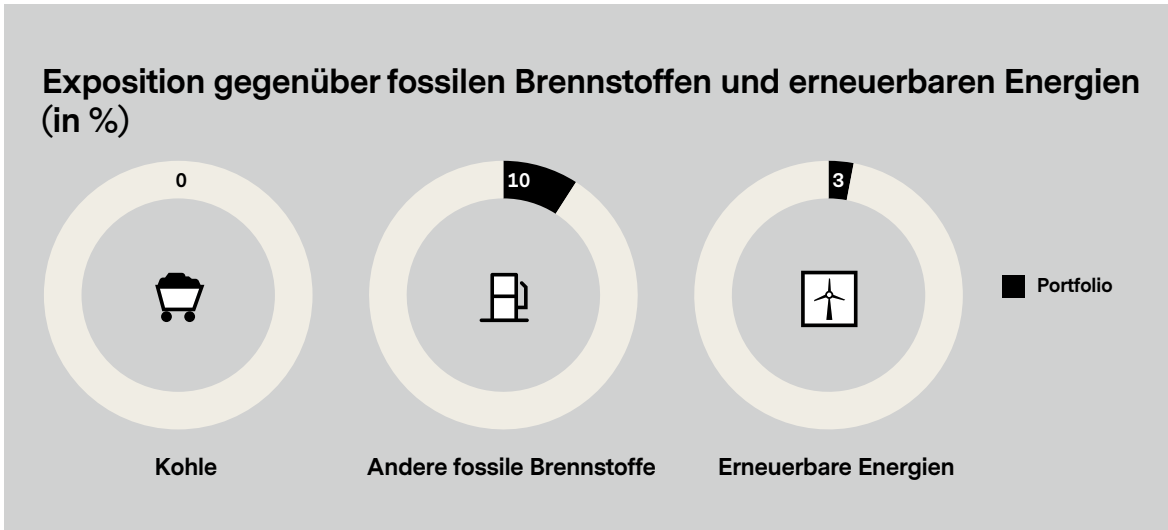 Exposition gegenüber fossilen Brennstoffen und erneuerbaren Energien
(in %)
0
10
3
Portfolio
Kohle
Andere fossile Brennstoffe
Erneuerbare Energien